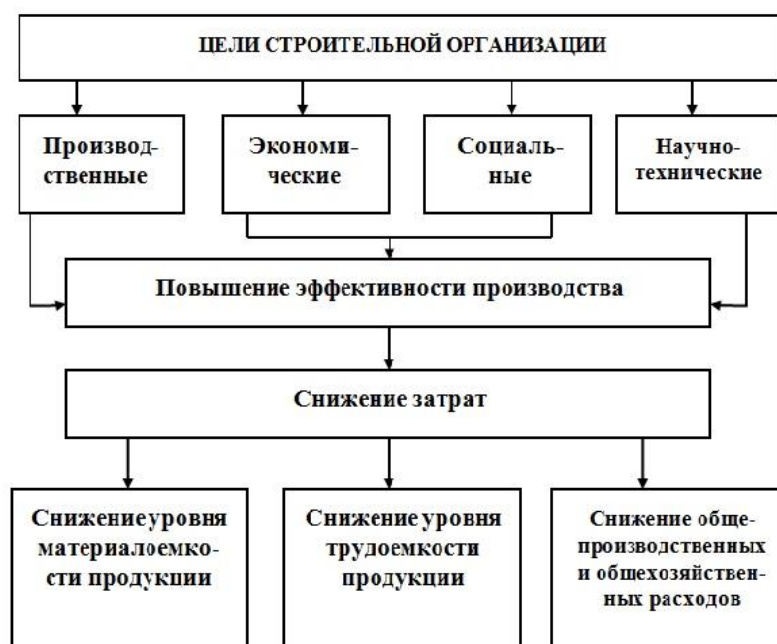 ЦЕЛИ СТРОИТЕЛЬНОЙ ОРГАНИЗАЦИИ
Производ-
ственные
Экономи-
ческие
Социаль-
ные
Научно-
технические
Повышение эффективности производства
Снижение затрат
Снижение уровня
материалоемко-
сти продукции
Снижение уровня
трудоемкости
продукции
Снижение обще-
производственных
и общехозяйствен-
ных расходов